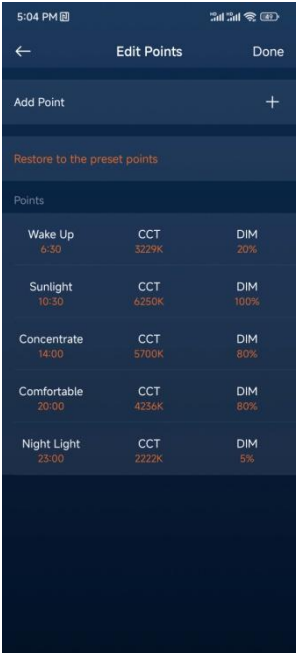 5:04 PM
Edit Points
Done
Add Point
+
Restore to the preset points
Points
Wake Up CCT DIM
6:30 3229K 20%
Sunlight CCT DIM
10:30 6250K 100%
Concentrate CCT DIM
14:00 5700K 80%
Comfortable CCT DIM
20:00 4236K 80%
Night Light CCT DIM
23:00 2222K 5%